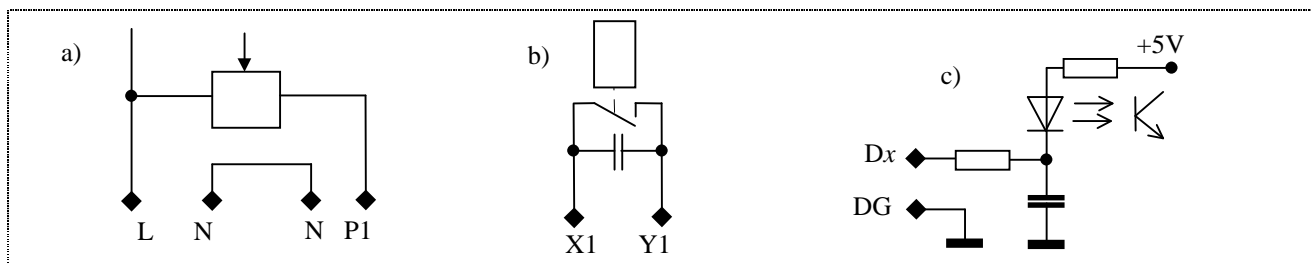 a)
L N N P1
b)
X1 Y1
c)
+5V
Dx
DG